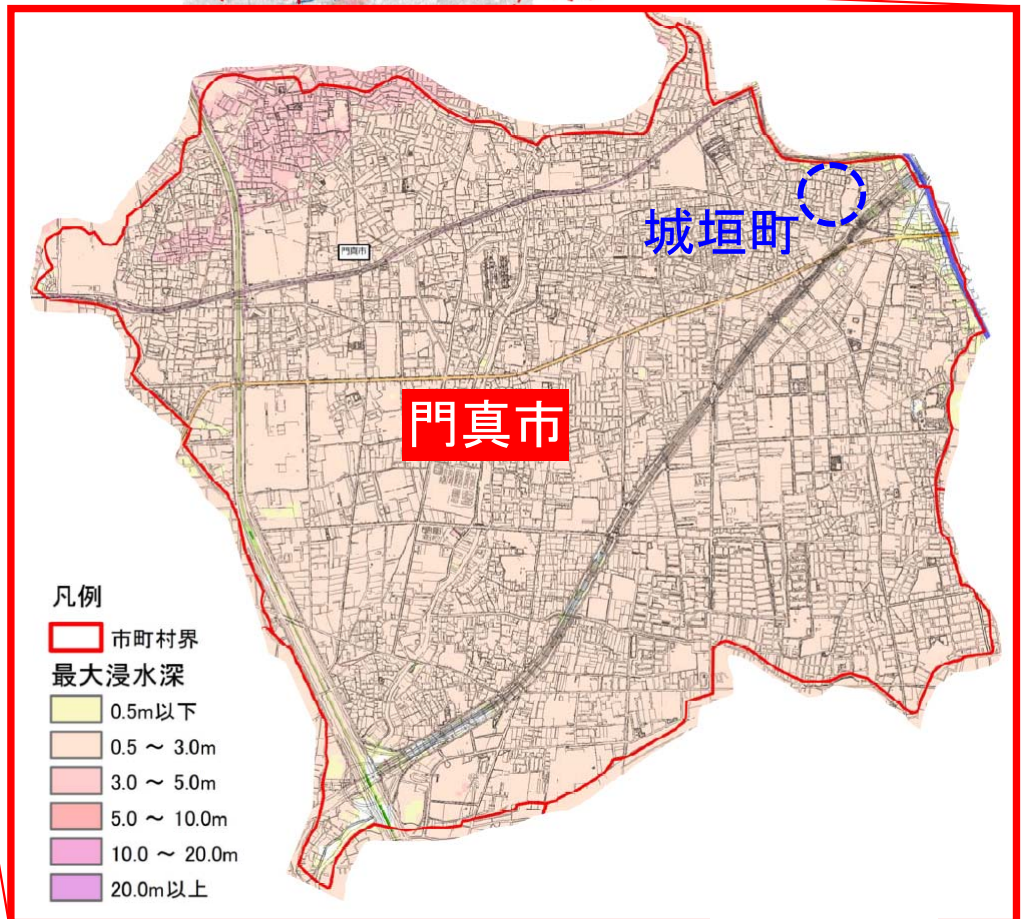 城垣町
門真市
門真市
凡例
市町村界
最大浸水深
0.5m以下
0.5 ～ 3.0m
3.0 ～ 5.0m
5.0 ～ 10.0m
10.0 ～ 20.0m
20.0m以上